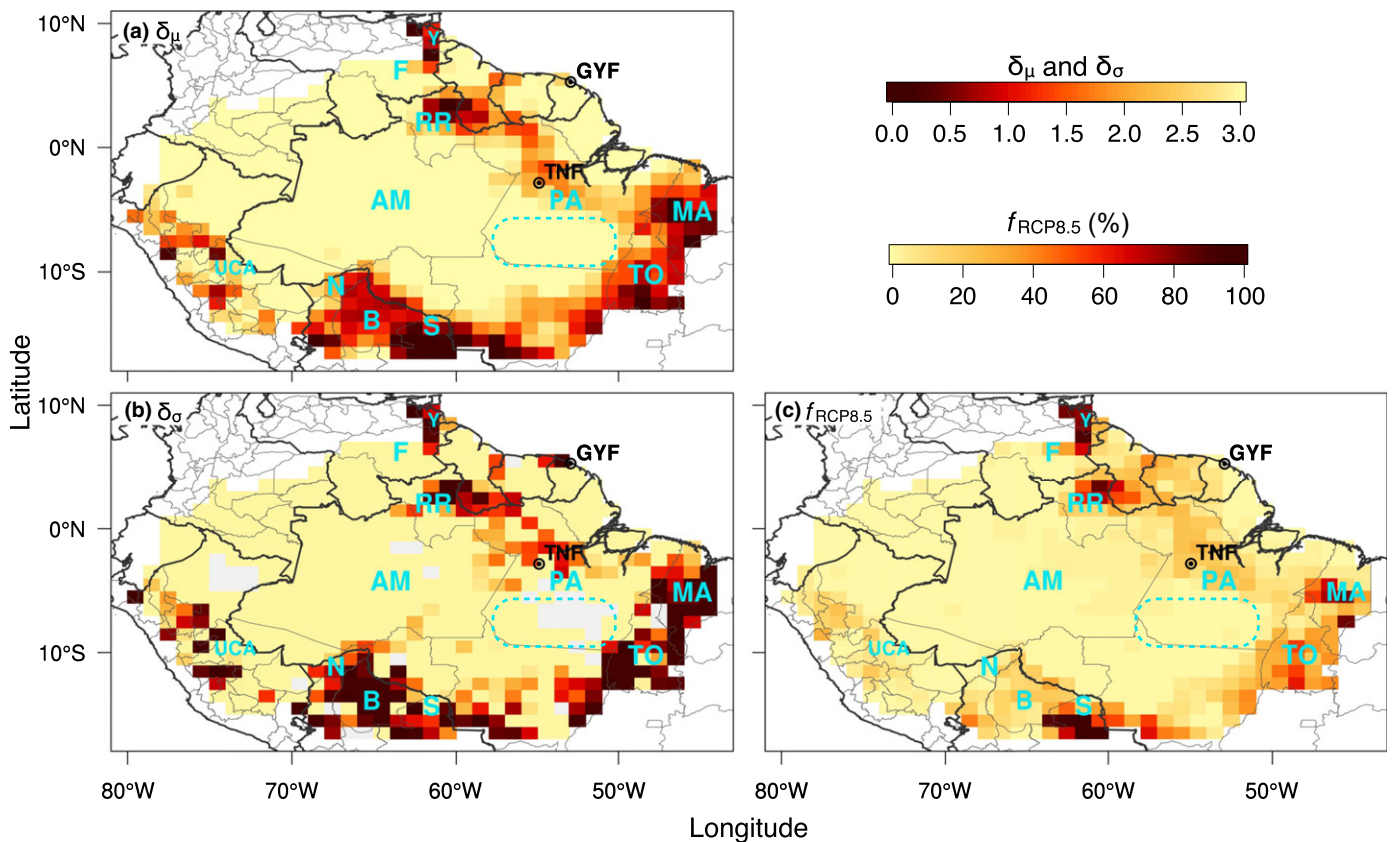 (a) δμ
10°N
0°N
10°S
Y
F
GYF
RR
TNF
AM
PA
MA
UCA
N
TO
B
S
δμ and δσ
0.0 0.5 1.0 1.5 2.0 2.5 3.0
fRCP8.5 (%)
0 20 40 60 80 100
Latitude
(b) δσ
10°N
0°N
10°S
Y
F
GYF
RR
TNF
AM
PA
MA
UCA
N
TO
B
S
80°W 70°W 60°W 50°W
(c) fRCP8.5
Y
F
GYF
RR
TNF
AM
PA
MA
UCA
N
TO
B
S
80°W 70°W 60°W 50°W
Longitude